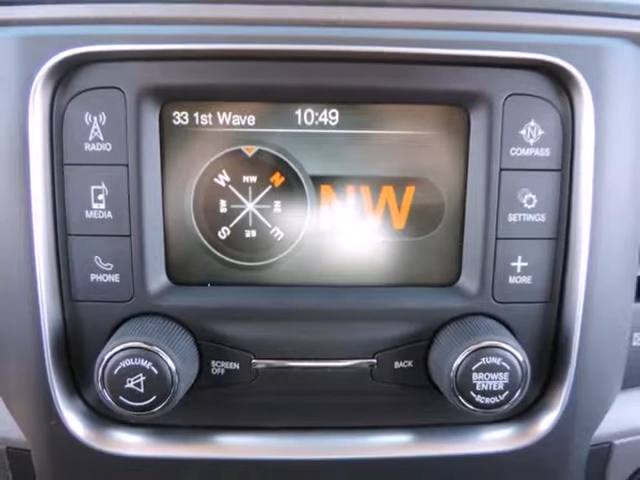 33 1st Wave 10:49
RADIO
MEDIA
PHONE
W NW N
SW NE
S SE E
NW
N
COMPASS
SETTINGS
MORE
VOLUME
SCREEN
OFF
BACK
TUNE
BROWSE
ENTER
SCROLL